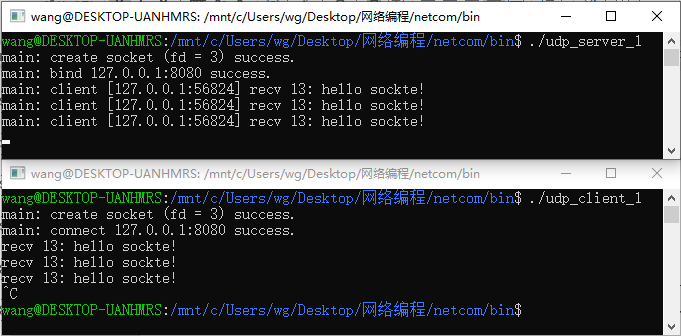 wang@DESKTOP-UANHMRS: /mnt/c/Users/wg/Desktop/网络编程/netcom/bin
wang@DESKTOP-UANHMRS:/mnt/c/Users/wg/Desktop/网络编程/netcom/bin$ ./udp_server_1
main: create socket (fd = 3) success.
main: bind 127.0.0.1:8080 success.
main: client [127.0.0.1:56824] recv 13: hello sockte!
main: client [127.0.0.1:56824] recv 13: hello sockte!
main: client [127.0.0.1:56824] recv 13: hello sockte!
wang@DESKTOP-UANHMRS: /mnt/c/Users/wg/Desktop/网络编程/netcom/bin
wang@DESKTOP-UANHMRS:/mnt/c/Users/wg/Desktop/网络编程/netcom/bin$ ./udp_client_1
main: create socket (fd = 3) success.
main: connect 127.0.0.1:8080 success.
recv 13: hello sockte!
recv 13: hello sockte!
recv 13: hello sockte!
^C
wang@DESKTOP-UANHMRS:/mnt/c/Users/wg/Desktop/网络编程/netcom/bin$